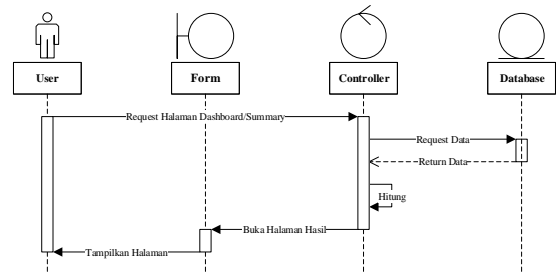 User
Form
Controller
Database
Request Halaman Dashboard/Summary
Request Data
Return Data
Hitung
Buka Halaman Hasil
Tampilkan Halaman